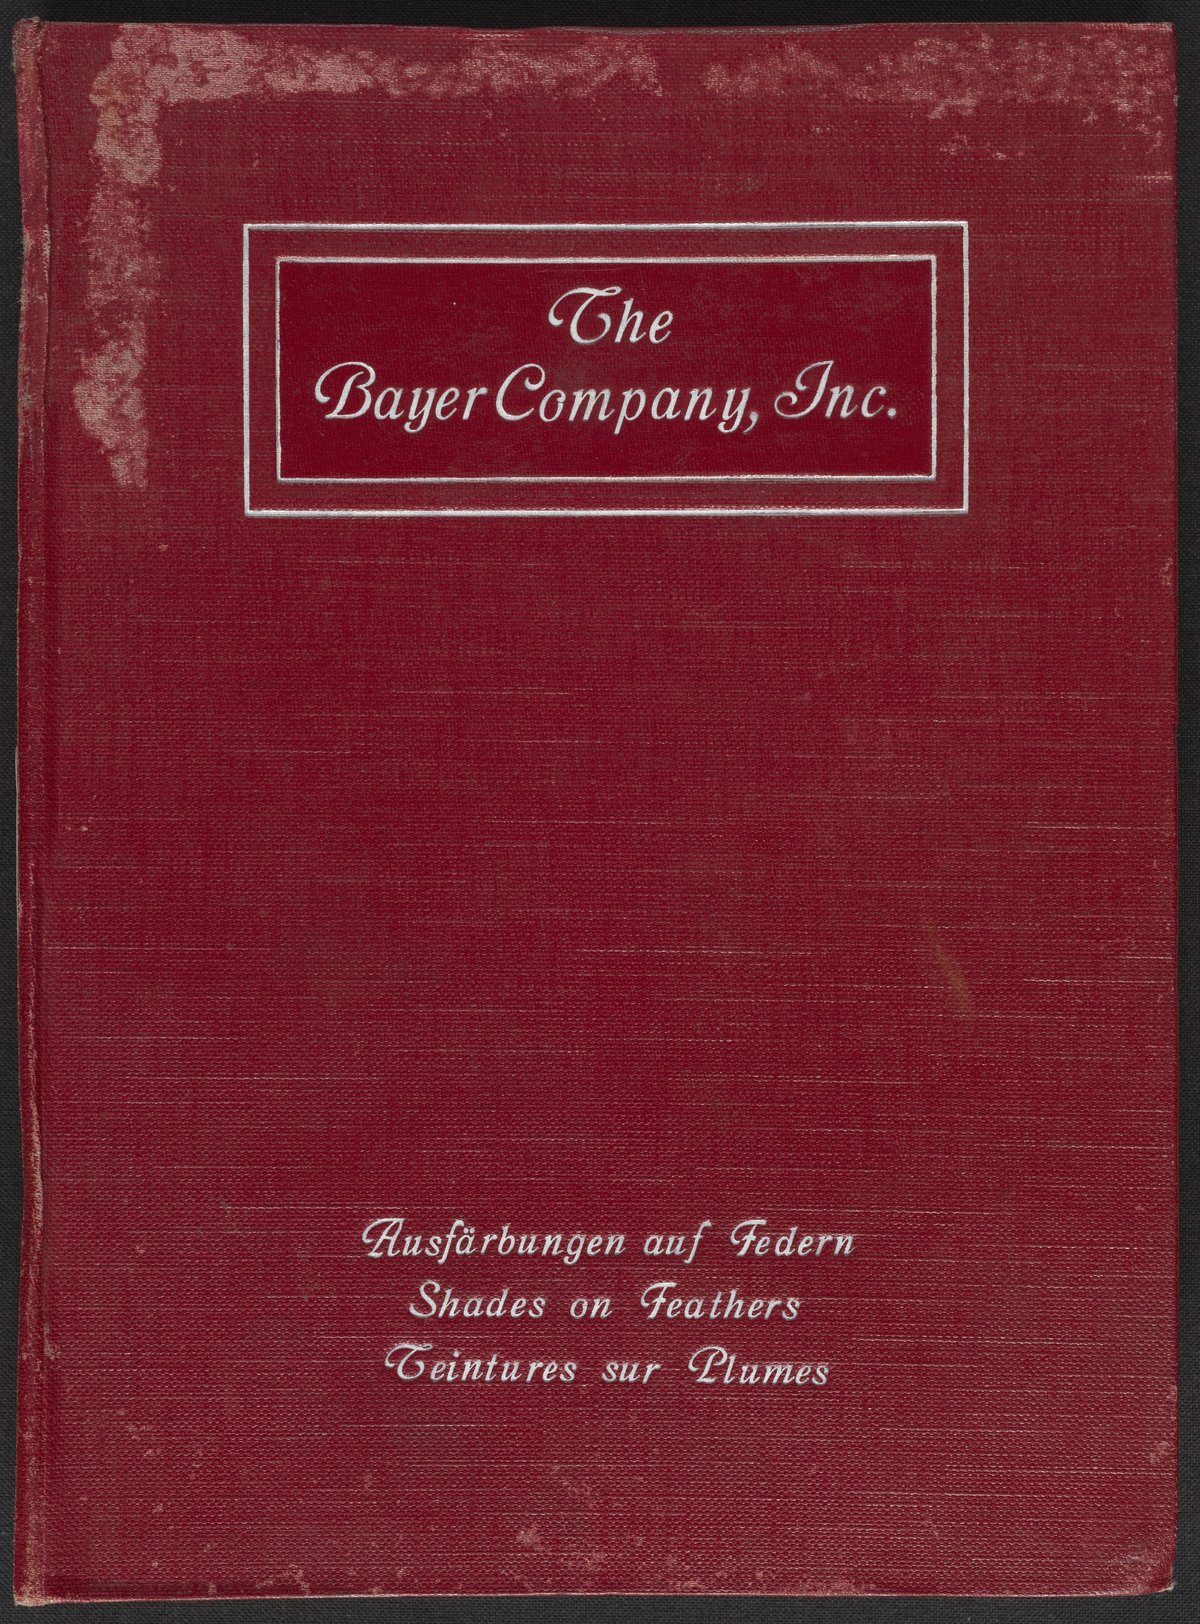 The
Bayer Company, Inc.
Ausfärbungen auf Federn
Shades on Feathers
Teintures sur Plumes